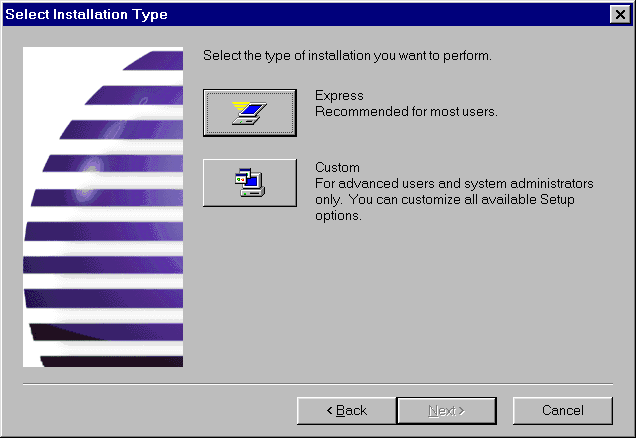 Select Installation Type
Select the type of installation you want to perform.
Express
Recommended for most users.
Custom
For advanced users and system administrators
only. You can customize all available Setup
options.
< Back
Next >
Cancel